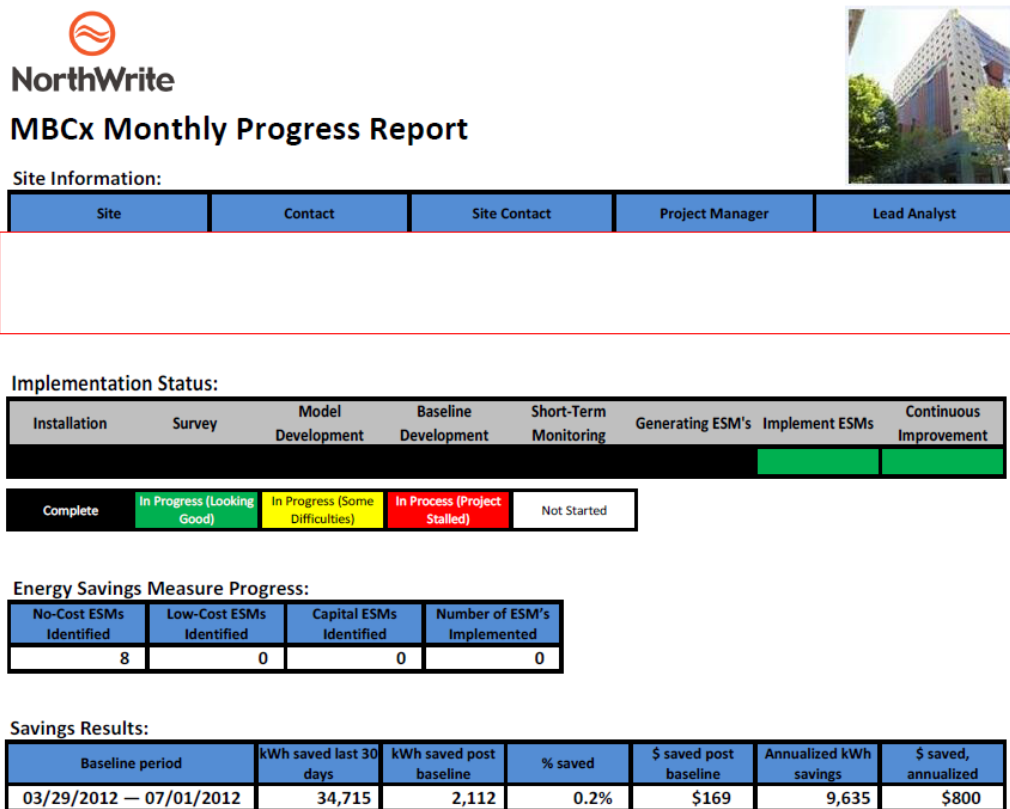 NorthWrite
MBCx Monthly Progress Report
Site Information:
Site Contact Site Contact Project Manager Lead Analyst
Implementation Status:
Installation Survey Model Development Baseline Development Short-Term Monitoring Generating ESM's Implement ESMs Continuous Improvement
Complete In Progress (Looking Good) In Progress (Some Difficulties) In Process (Project Stalled) Not Started
Energy Savings Measure Progress:
No-Cost ESMs Identified Low-Cost ESMs Identified Capital ESMs Identified Number of ESM's Implemented
8 0 0 0
Savings Results:
Baseline period kWh saved last 30 days kWh saved post baseline % saved $ saved post baseline Annualized kWh savings $ saved, annualized
03/29/2012 — 07/01/2012 34,715 2,112 0.2% $169 9,635 $800